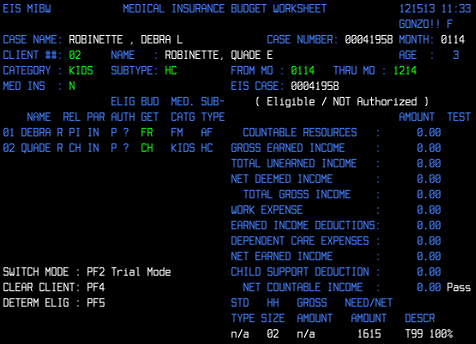 EIS MIBW MEDICAL INSURANCE BUDGET WORKSHEET 121513 11:33
GONZO!! F
CASE NAME: ROBINETTE , DEBRA L CASE NUMBER: 00041958 MONTH: 0114
CLIENT ##: 02 NAME : ROBINETTE, QUADE E AGE : 3
CATEGORY : KIDS SUBTYPE: HC FROM MO : 0114 THRU MO : 1214
MED INS : N EIS CASE: 00041958
ELIG BUD MED. SUB- ( Eligible / NOT Authorized )
NAME REL PAR AUTH GET CATG TYPE AMOUNT TEST
01 DEBRA R PI IN P ? FR FM AF COUNTABLE RESOURCES : 0.00
02 QUADE R CH IN P ? CH KIDS HC GROSS EARNED INCOME : 0.00
TOTAL UNEARNED INCOME : 0.00
NET DEEMED INCOME : 0.00
TOTAL GROSS INCOME : 0.00
WORK EXPENSE : 0.00
EARNED INCOME DEDUCTIONS: 0.00
DEPENDENT CARE EXPENSES : 0.00
NET EARNED INCOME : 0.00
SWITCH MODE : PF2 Trial Mode CHILD SUPPORT DEDUCTION : 0.00
CLEAR CLIENT: PF4 NET COUNTABLE INCOME : 0.00 Pass
DETERM ELIG : PF5 STD HH GROSS NEED/NET
TYPE SIZE AMOUNT AMOUNT DESCR
n/a 02 n/a 1615 T99 100%